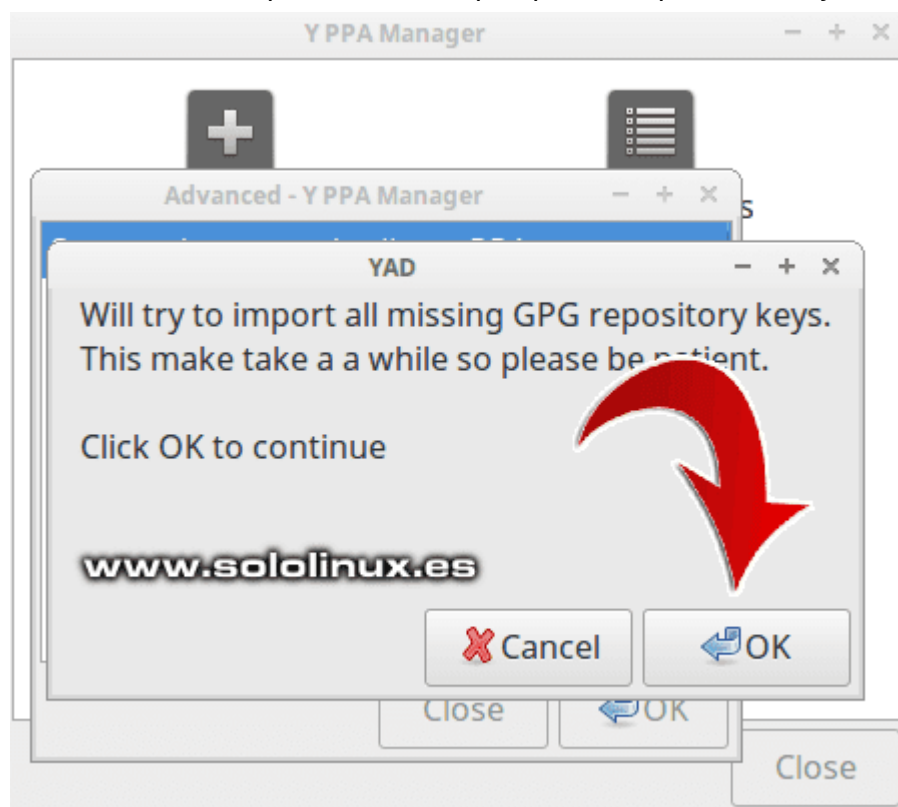 Y PPA Manager
Advanced - Y PPA Manager
s
YAD
Will try to import all missing GPG repository keys.
This make take a a while so please be patient.
Click OK to continue
www.sololinux.es
Cancel
OK
Close
OK
Close